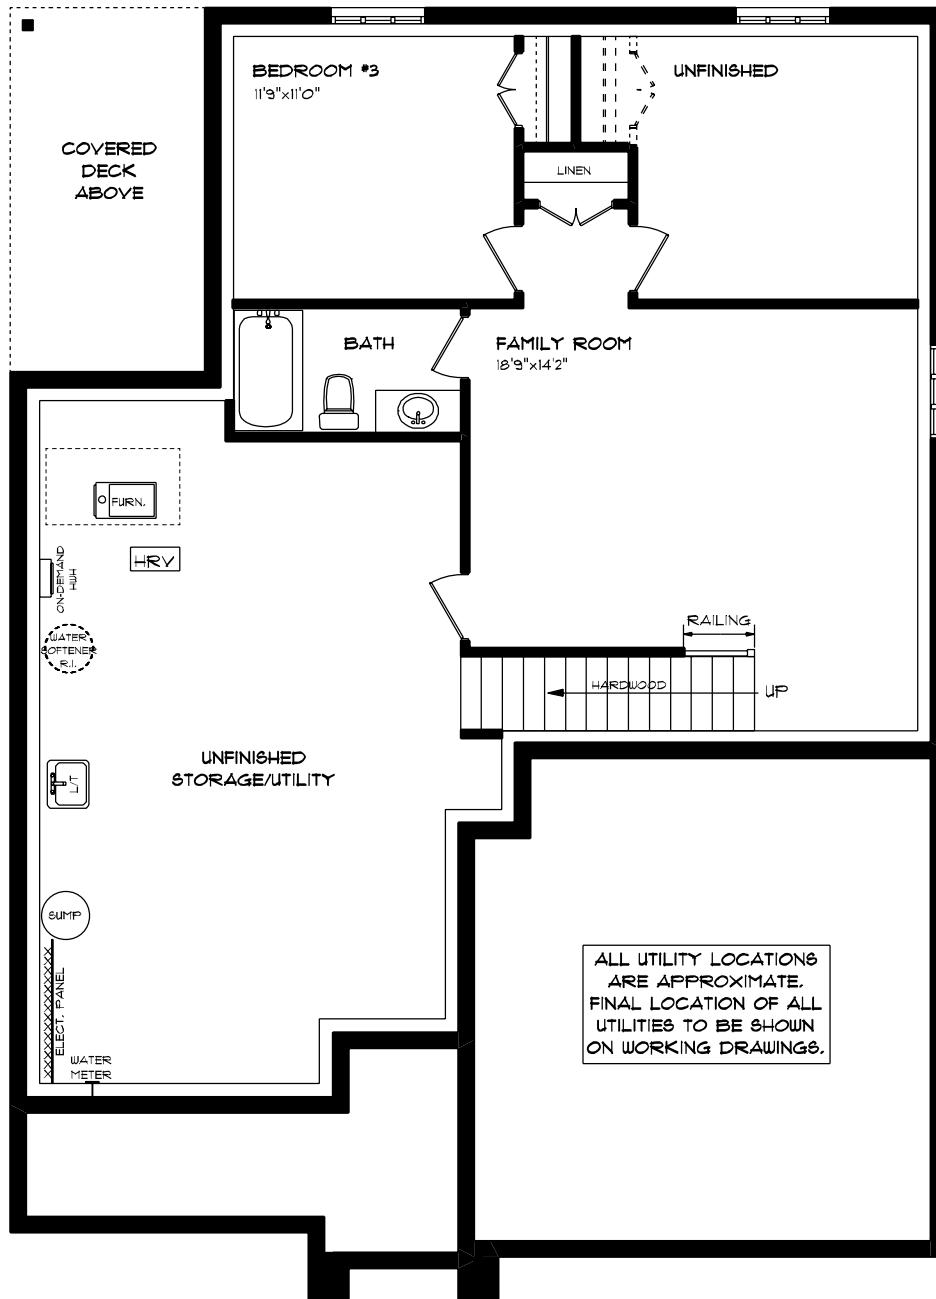 BEDROOM #3
11'9"x11'0"
UNFINISHED
COVERED
DECK
ABOVE
LINEN
BATH
FAMILY ROOM
18'9"x14'2"
FURN.
HRV
ON-DEMAND
HWH
WATER
SOFTENER
R.I.
RAILING
HARDWOOD
UP
UNFINISHED
STORAGE/UTILITY
L/T
SUMP
ELECT. PANEL
WATER
METER
ALL UTILITY LOCATIONS
ARE APPROXIMATE.
FINAL LOCATION OF ALL
UTILITIES TO BE SHOWN
ON WORKING DRAWINGS.